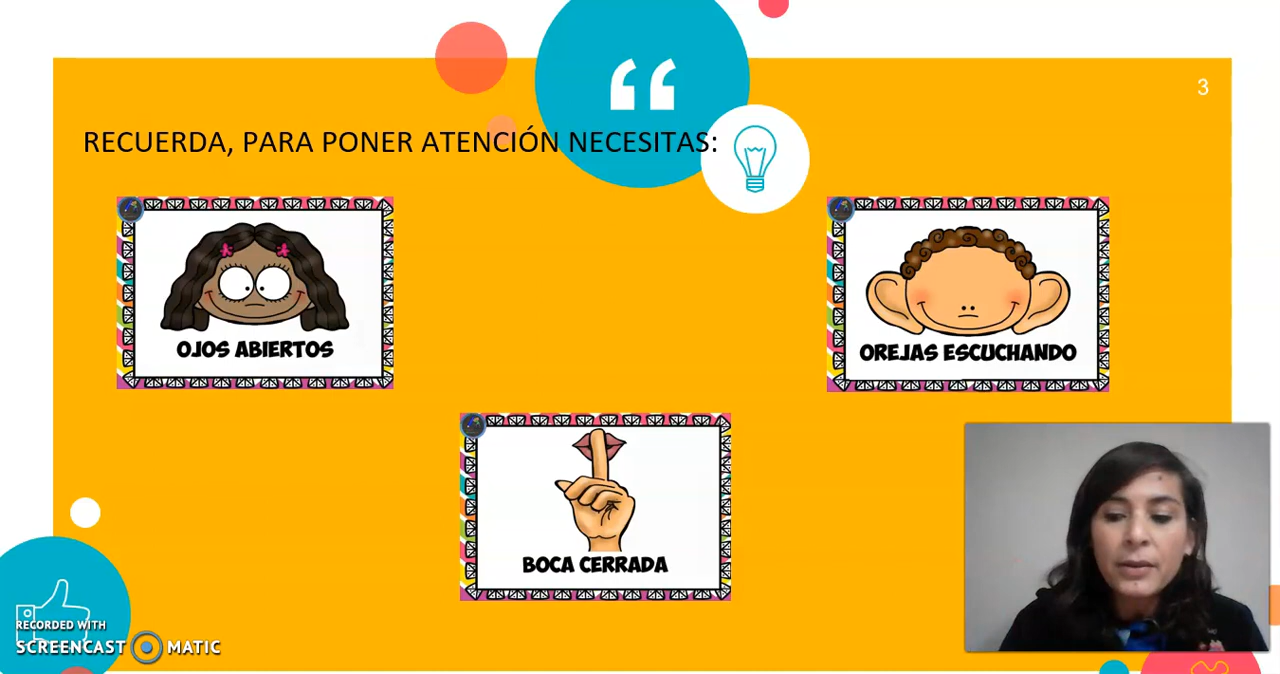 3
RECUERDA, PARA PONER ATENCIÓN NECESITAS:
OJOS ABIERTOS
OREJAS ESCUCHANDO
BOCA CERRADA
RECORDED WITH
SCREENCAST MATIC